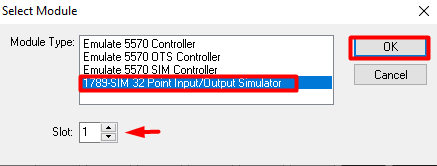 Select Module
Module Type:
Emulate 5570 Controller
Emulate 5570 OTS Controller
Emulate 5570 SIM Controller
1789-SIM 32 Point Input/Output Simulator
OK
Cancel
Slot: 1